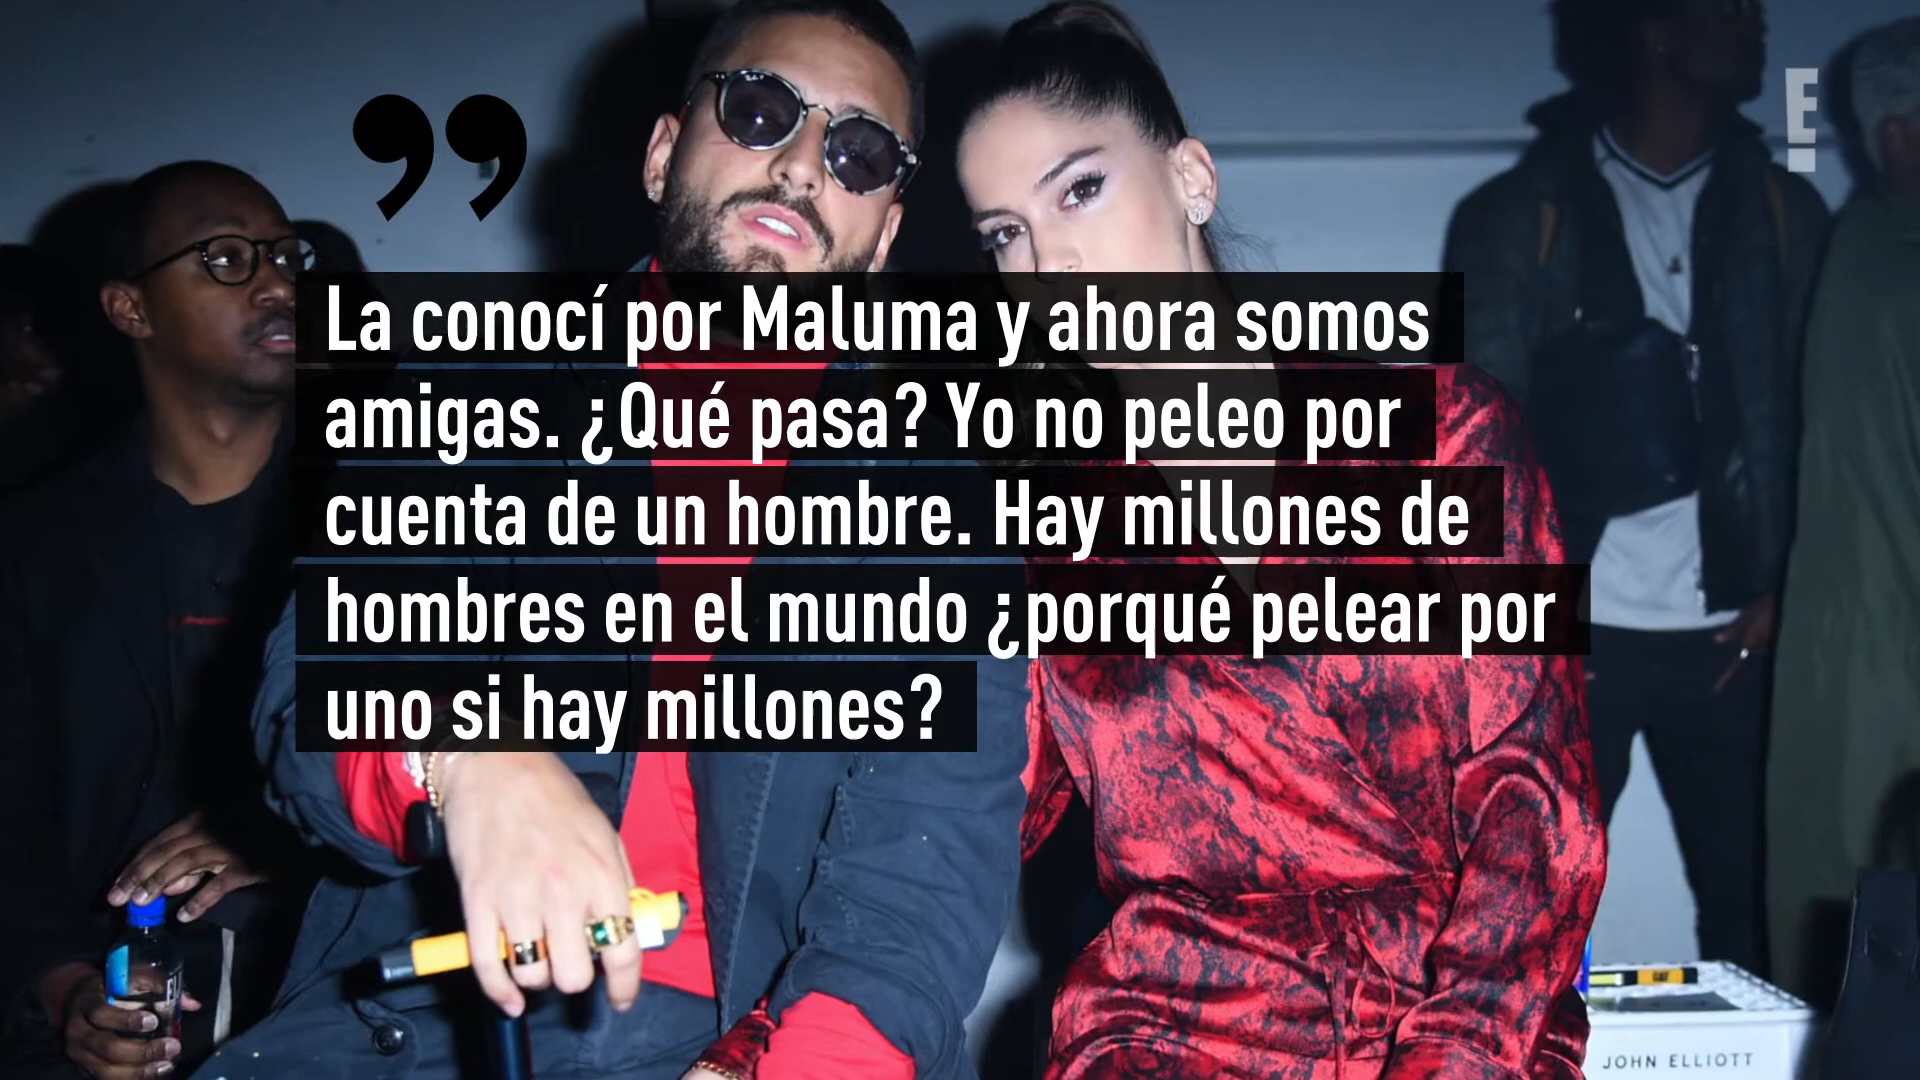 E!
”
La conocí por Maluma y ahora somos
amigas. ¿Qué pasa? Yo no peleo por
cuenta de un hombre. Hay millones de
hombres en el mundo ¿porqué pelear por
uno si hay millones?
CAT
JOHN ELLIOTT